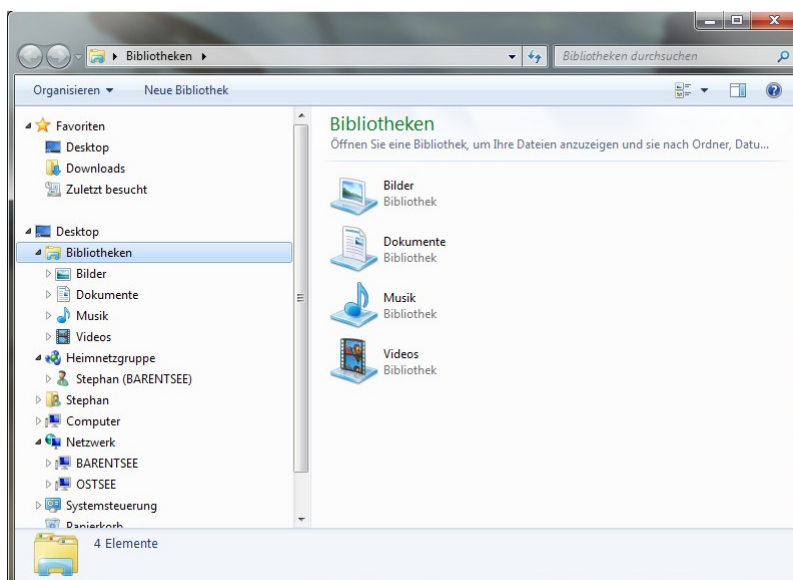 Bibliotheken
Bibliotheken durchsuchen
Organisieren
Neue Bibliothek
Favoriten
Desktop
Downloads
Zuletzt besucht
Desktop
Bibliotheken
Bilder
Dokumente
Musik
Videos
Heimnetzgruppe
Stephan (BARENTSEE)
Stephan
Computer
Netzwerk
BARENTSEE
OSTSEE
Systemsteuerung
Papierkorb
Bibliotheken
Öffnen Sie eine Bibliothek, um Ihre Dateien anzuzeigen und sie nach Ordner, Datu...
Bilder
Bibliothek
Dokumente
Bibliothek
Musik
Bibliothek
Videos
Bibliothek
4 Elemente